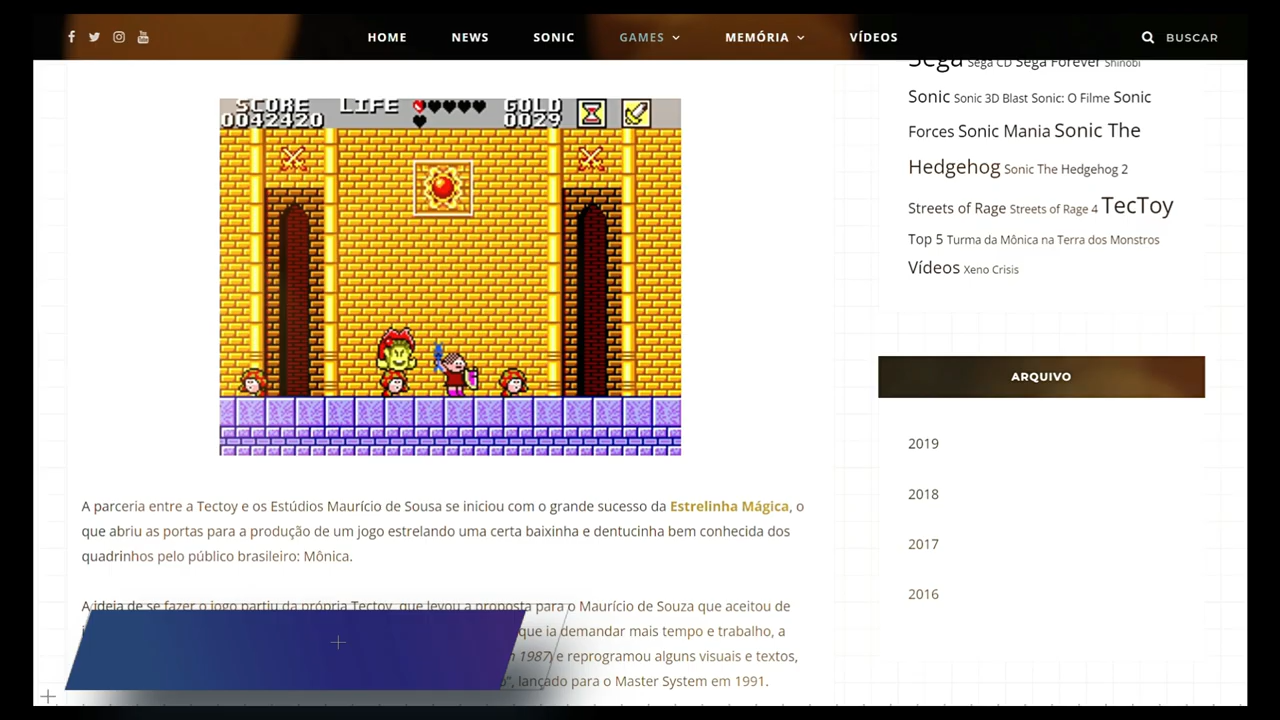 HOME NEWS SONIC GAMES MEMÓRIA VÍDEOS BUSCAR
SCORE LIFE GOLD
0042420 0029
A parceria entre a Tectoy e os Estúdios Maurício de Sousa se iniciou com o grande sucesso da Estrelinha Mágica, o
que abriu as portas para a produção de um jogo estrelando uma certa baixinha e dentucinha bem conhecida dos
quadrinhos pelo público brasileiro: Mônica.
A ideia de se fazer o jogo partiu da própria Tectoy, que levou a proposta para o Maurício de Souza que aceitou de
que ia demandar mais tempo e trabalho, a
1987) e reprogramou alguns visuais e textos,
lançado para o Master System em 1991.
Sega Sega CD Sega Forever Shinobi
Sonic Sonic 3D Blast Sonic: O Filme Sonic
Forces Sonic Mania Sonic The
Hedgehog Sonic The Hedgehog 2
Streets of Rage Streets of Rage 4 TecToy
Top 5 Turma da Mônica na Terra dos Monstros
Vídeos Xeno Crisis
ARQUIVO
2019
2018
2017
2016